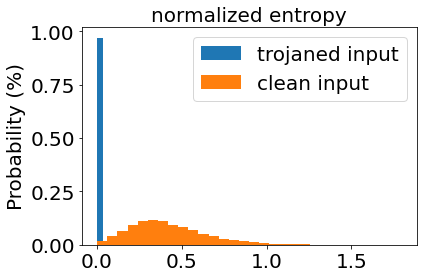 normalized entropy
1.00
0.75
0.50
0.25
0.00
Probability (%)
trojaned input
clean input
0.0 0.5 1.0 1.5